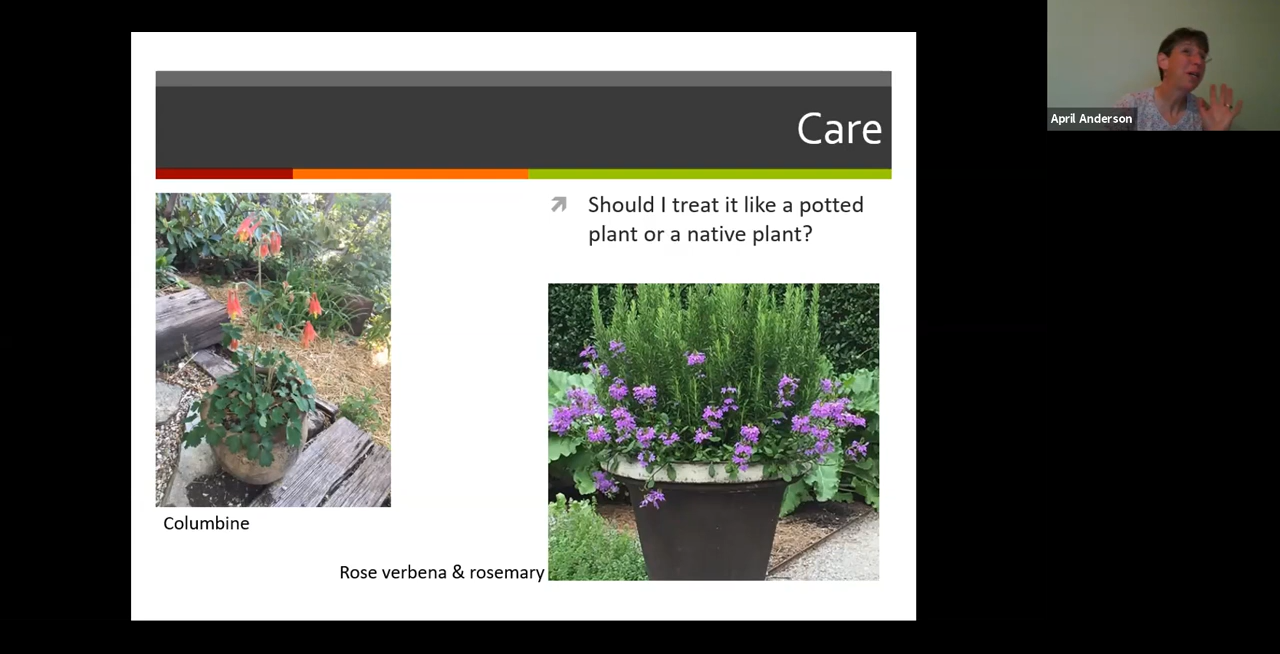 Care
Should I treat it like a potted
plant or a native plant?
Columbine
Rose verbena & rosemary
April Anderson